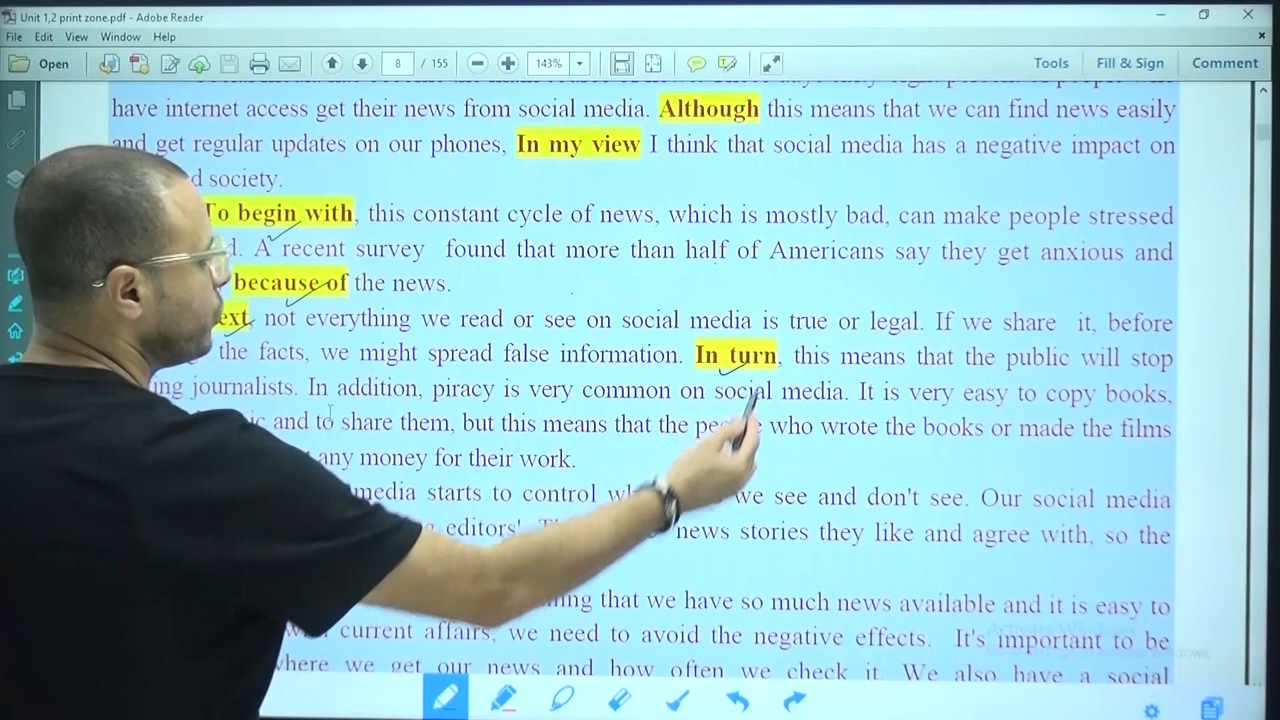 Unit 1,2 print zone.pdf - Adobe Reader
File Edit View Window Help
Open 8 / 155 143% Tools Fill & Sign Comment
have internet access get their news from social media. Although this means that we can find news easily
and get regular updates on our phones, In my view I think that social media has a negative impact on
society.
To begin with, this constant cycle of news, which is mostly bad, can make people stressed
A recent survey found that more than half of Americans say they get anxious and
because of the news.
not everything we read or see on social media is true or legal. If we share it, before
the facts, we might spread false information. In turn, this means that the public will stop
journalists. In addition, piracy is very common on social media. It is very easy to copy books,
and to share them, but this means that the people who wrote the books or made the films
any money for their work.
media starts to control we see and don't see. Our social media
editors'. news stories they like and agree with, so the
that we have so much news available and it is easy to
current affairs, we need to avoid the negative effects. It's important to be
where we get our news and how often we check it. We also have a social